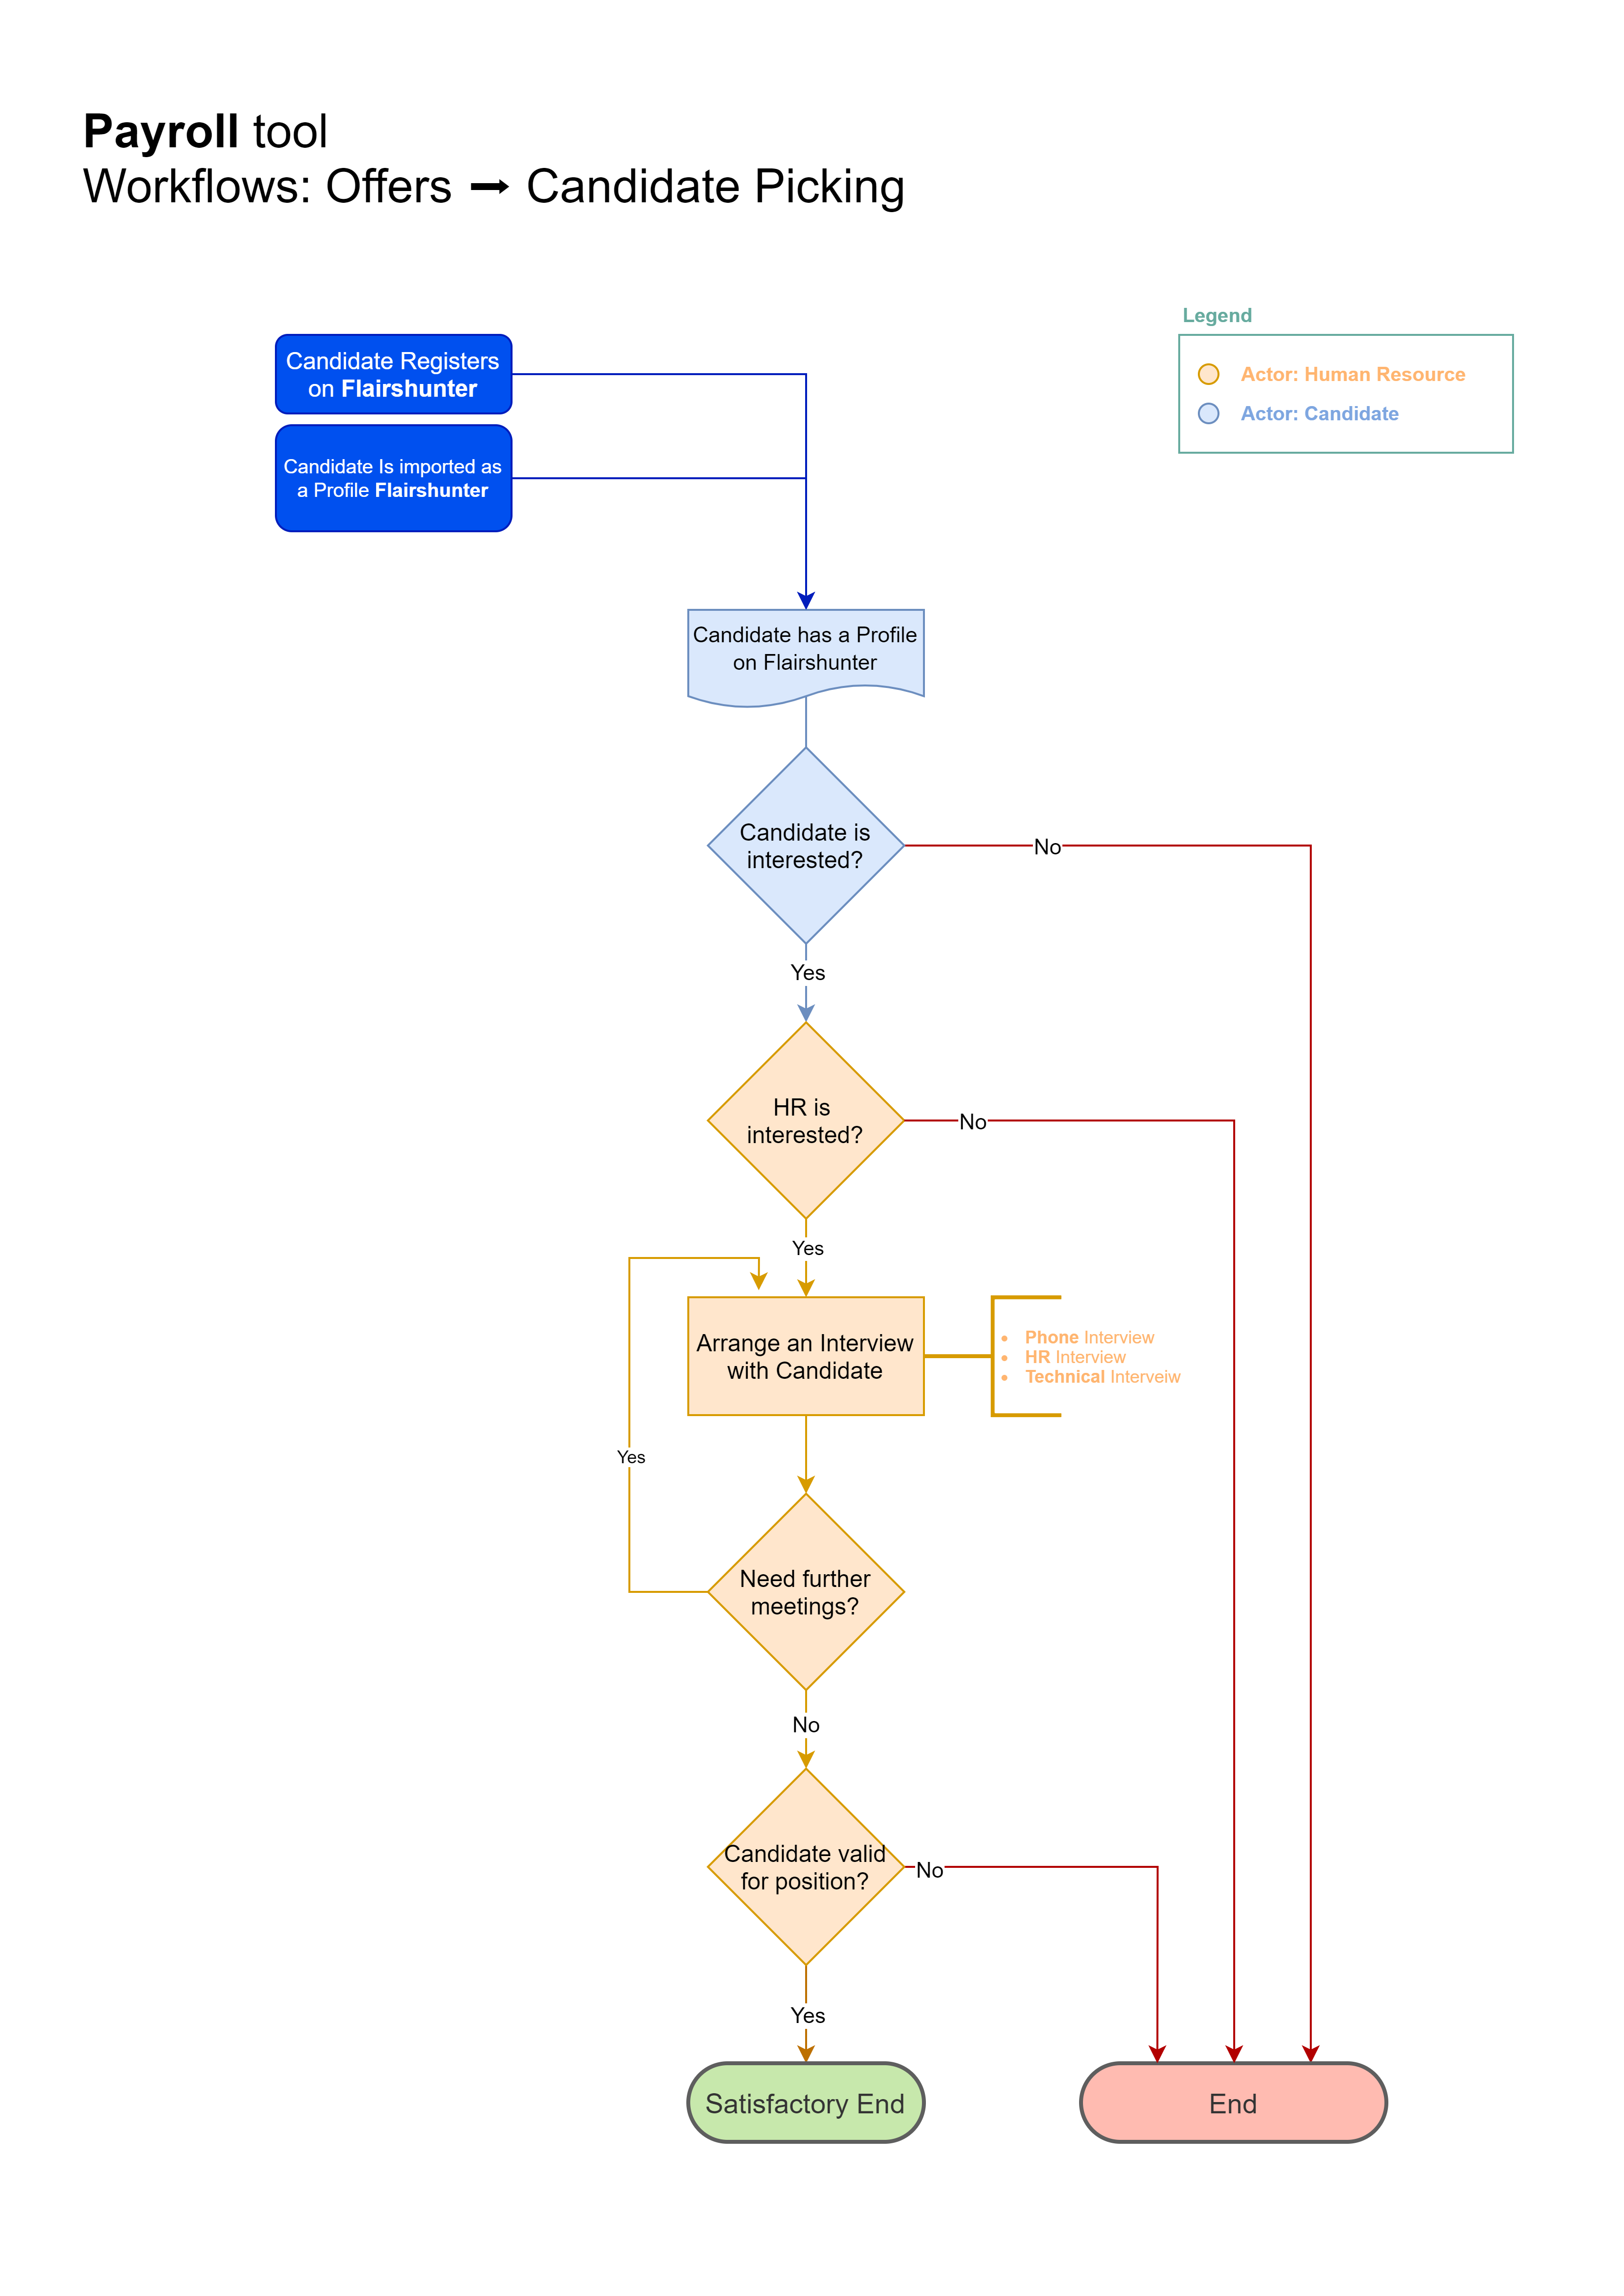 Payroll tool
Workflows: Offers ➞ Candidate Picking
Legend
Actor: Human Resource
Actor: Candidate
Candidate Registers
on Flairshunter
Candidate Is imported as
a Profile Flairshunter
Candidate has a Profile
on Flairshunter
Candidate is
interested?
No
Yes
HR is
interested?
No
Yes
Arrange an Interview
with Candidate
• Phone Interview
• HR Interview
• Technical Interveiw
Yes
Need further
meetings?
No
Candidate valid
for position?
No
Yes
Satisfactory End
End